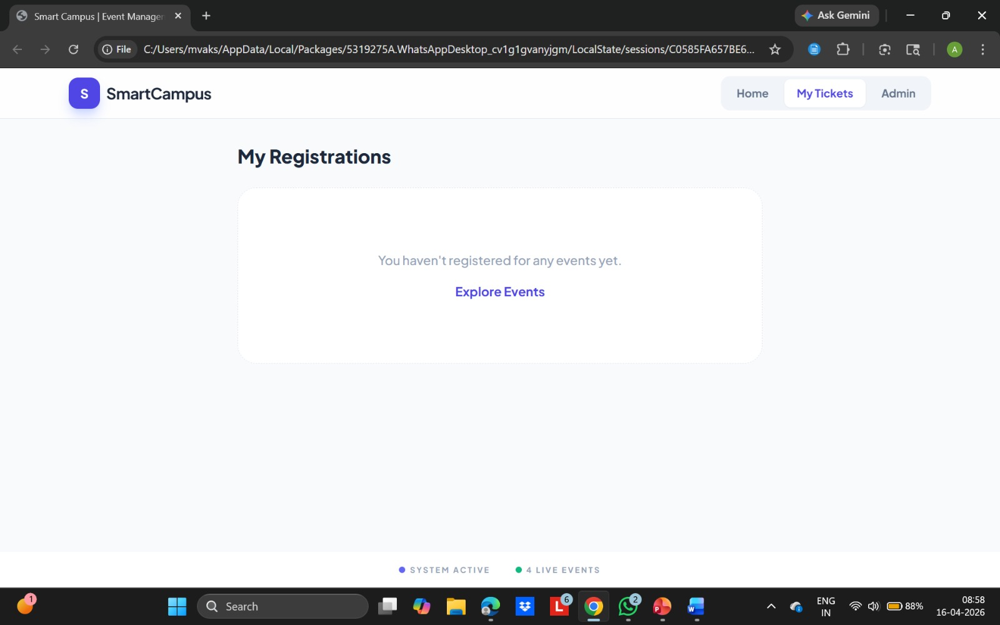 Smart Campus | Event Manager
Ask Gemini
File
C:/Users/mvaks/AppData/Local/Packages/5319275A.WhatsAppDesktop_cv1g1gvanyjgm/LocalState/sessions/C0585FA657BE6...
A
S
SmartCampus
Home
My Tickets
Admin
My Registrations
You haven't registered for any events yet.
Explore Events
SYSTEM ACTIVE
4 LIVE EVENTS
1
Search
L
6
2
P
W
ENG
IN
88%
08:58
16-04-2026